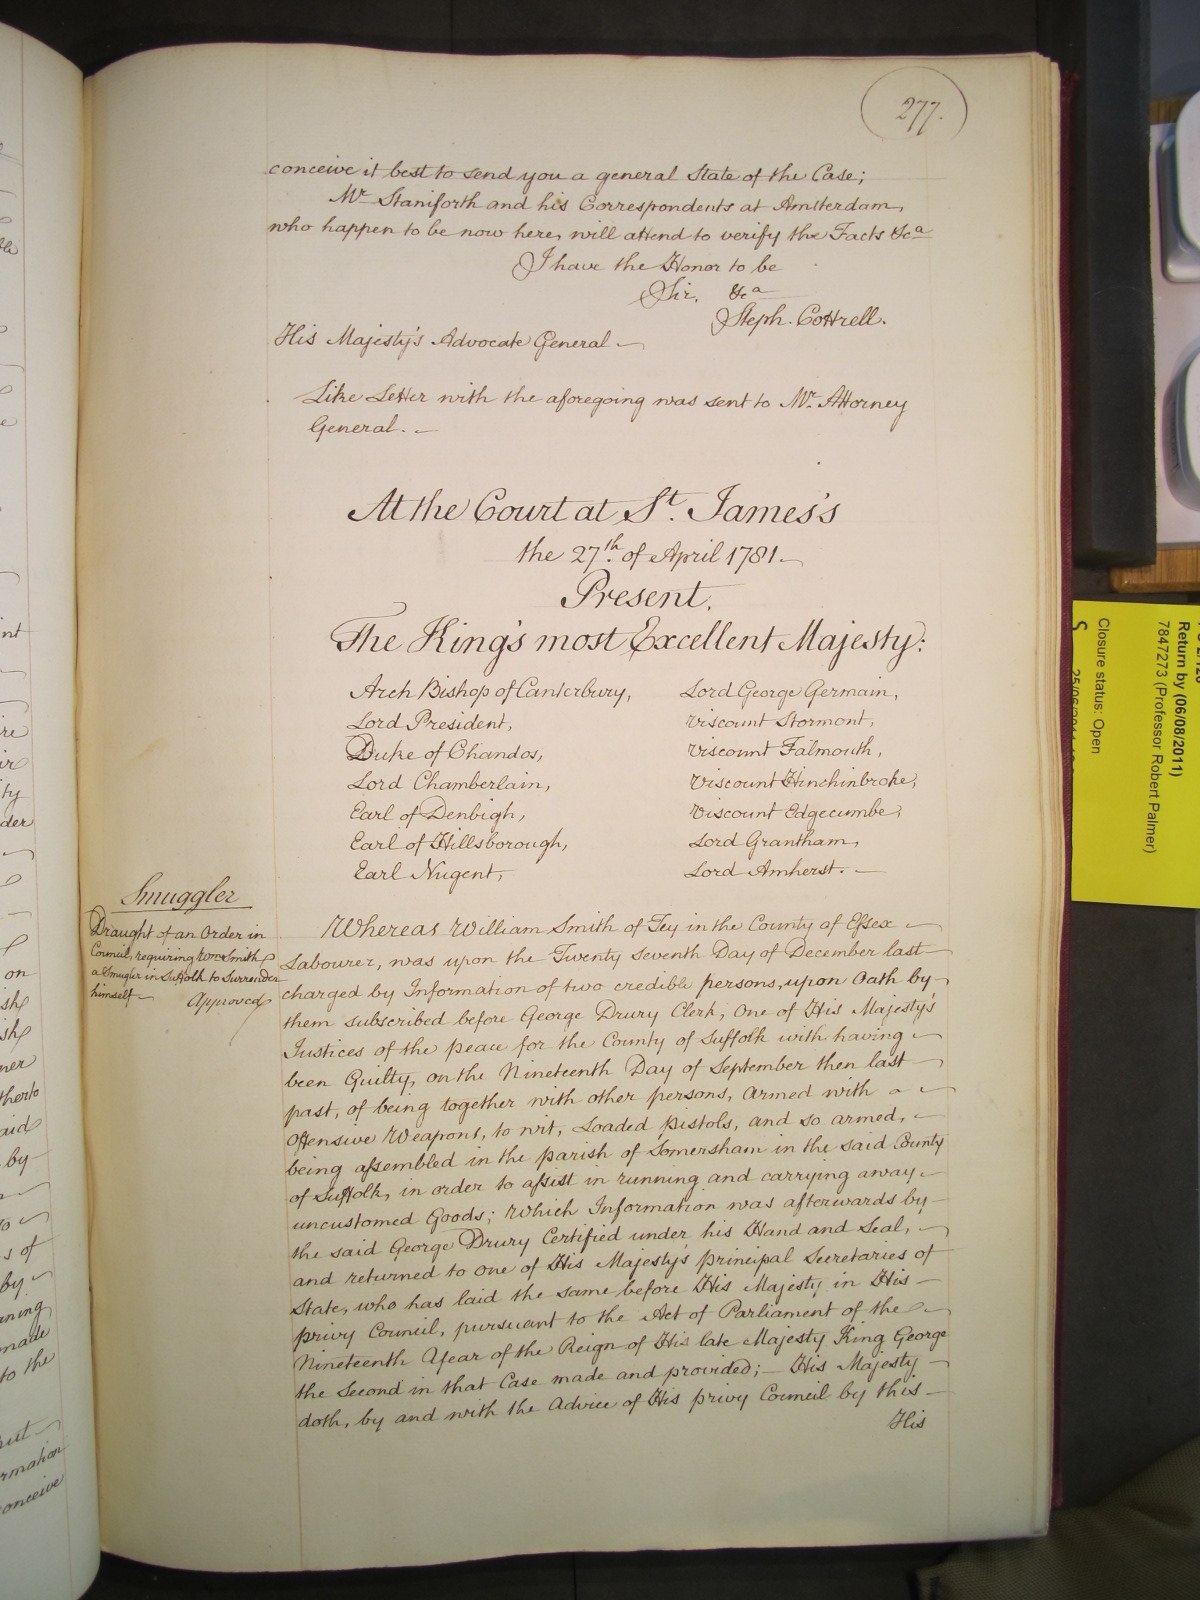 277.
conceive it best to send you a general State of the Case;
Mr. Staniforth and his Correspondents at Amsterdam,
who happen to be now here, will attend to verify the Facts &ca
I have the Honor to be
Sir, &ca
Steph. Cottrell.
His Majesty's Advocate General
Like Letter with the aforegoing was sent to Mr. Attorney
General.
At the Court at St. James's
the 27th. of April 1781
Present,
The King's most Excellent Majesty:
Arch Bishop of Canterbury,
Lord President,
Duke of Chandos,
Lord Chamberlain,
Earl of Denbigh,
Earl of Hillsborough,
Earl Nugent,
Lord George Germain,
Viscount Stormont,
Viscount Falmouth,
Viscount Hinchinbroke,
Viscount Edgecumbe,
Lord Grantham,
Lord Amherst.
Smuggler
Draught of an Order in
Council, requiring Wm Smith
a Smugler in Suffolk to Surrender
himself
Approved
Whereas William Smith of Tey in the County of Essex
Labourer, was upon the Twenty seventh Day of December last
charged by Information of two credible persons, upon Oath by
them subscribed before George Drury Clerk, One of His Majesty's
Justices of the peace for the County of Suffolk with having
been Guilty, on the Nineteenth Day of September then last
past, of being together with other persons, armed with
Offensive Weapons, to wit, Loaded pistols, and so armed,
being assembled in the parish of Somersham in the said County
of Suffolk, in order to assist in running and carrying away
uncustomed Goods; Which Information was afterwards by
the said George Drury Certified under his Hand and Seal,
and returned to One of His Majesty's principal Secretaries of
State, who has laid the same before His Majesty in His
privy Council, pursuant to the Act of Parliament of the
Nineteenth Year of the Reign of His late Majesty King George
the Second in that Case made and provided; His Majesty
doth, by and with the Advice of His privy Council by this
His
Return by (06/08/2011)
7847273 (Professor Robert Palmer)
Closure status: Open
S